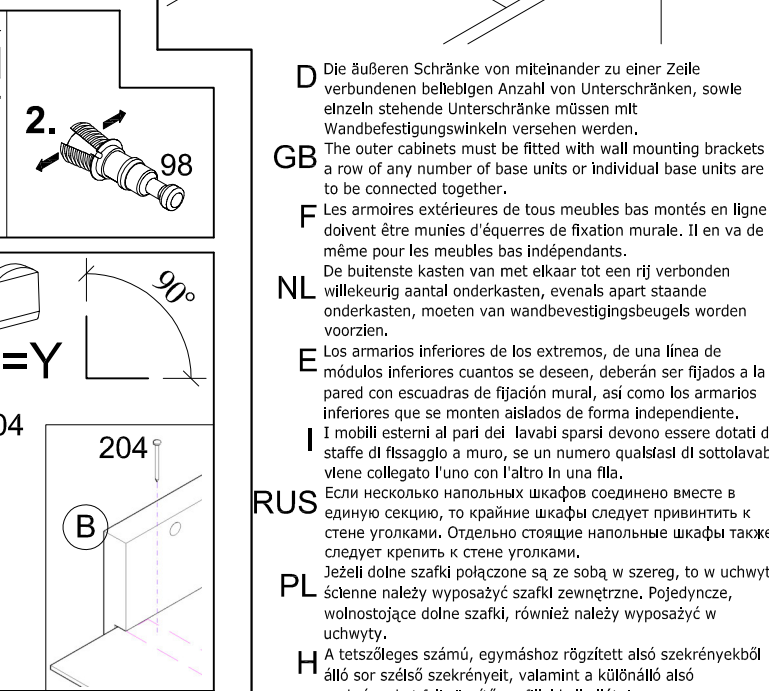 2.
98
90°
=Y
04
204
B
D Die äußeren Schränke von miteinander zu einer Zeile
verbundenen beliebigen Anzahl von Unterschränken, sowie
einzeln stehende Unterschränke müssen mit
Wandbefestigungswinkeln versehen werden.
GB The outer cabinets must be fitted with wall mounting brackets
a row of any number of base units or individual base units are
to be connected together.
F Les armoires extérieures de tous meubles bas montés en ligne
doivent être munies d'équerres de fixation murale. Il en va de
même pour les meubles bas indépendants.
NL De buitenste kasten van met elkaar tot een rij verbonden
willekeurig aantal onderkasten, evenals apart staande
onderkasten, moeten van wandbevestigingsbeugels worden
voorzien.
E Los armarios inferiores de los extremos, de una línea de
módulos inferiores cuantos se deseen, deberán ser fijados a la
pared con escuadras de fijación mural, así como los armarios
inferiores que se monten aislados de forma independiente.
I I mobili esterni al pari dei lavabi sparsi devono essere dotati d
staffe di fissaggio a muro, se un numero qualsiasi di sottolavab
viene collegato l'uno con l'altro in una fila.
RUS Если несколько напольных шкафов соединено вместе в
единую секцию, то крайние шкафы следует привинтить к
стене уголками. Отдельно стоящие напольные шкафы также
следует крепить к стене уголками.
PL Jeżeli dolne szafki połączone są ze sobą w szereg, to w uchwyt
ścienne należy wyposażyć szafki zewnętrzne. Pojedyncze,
wolnostojące dolne szafki, również należy wyposażyć w
uchwyty.
H A tetszőleges számú, egymáshoz rögzített alsó szekrényekből
álló sor szélső szekrényeit, valamint a különálló alsó